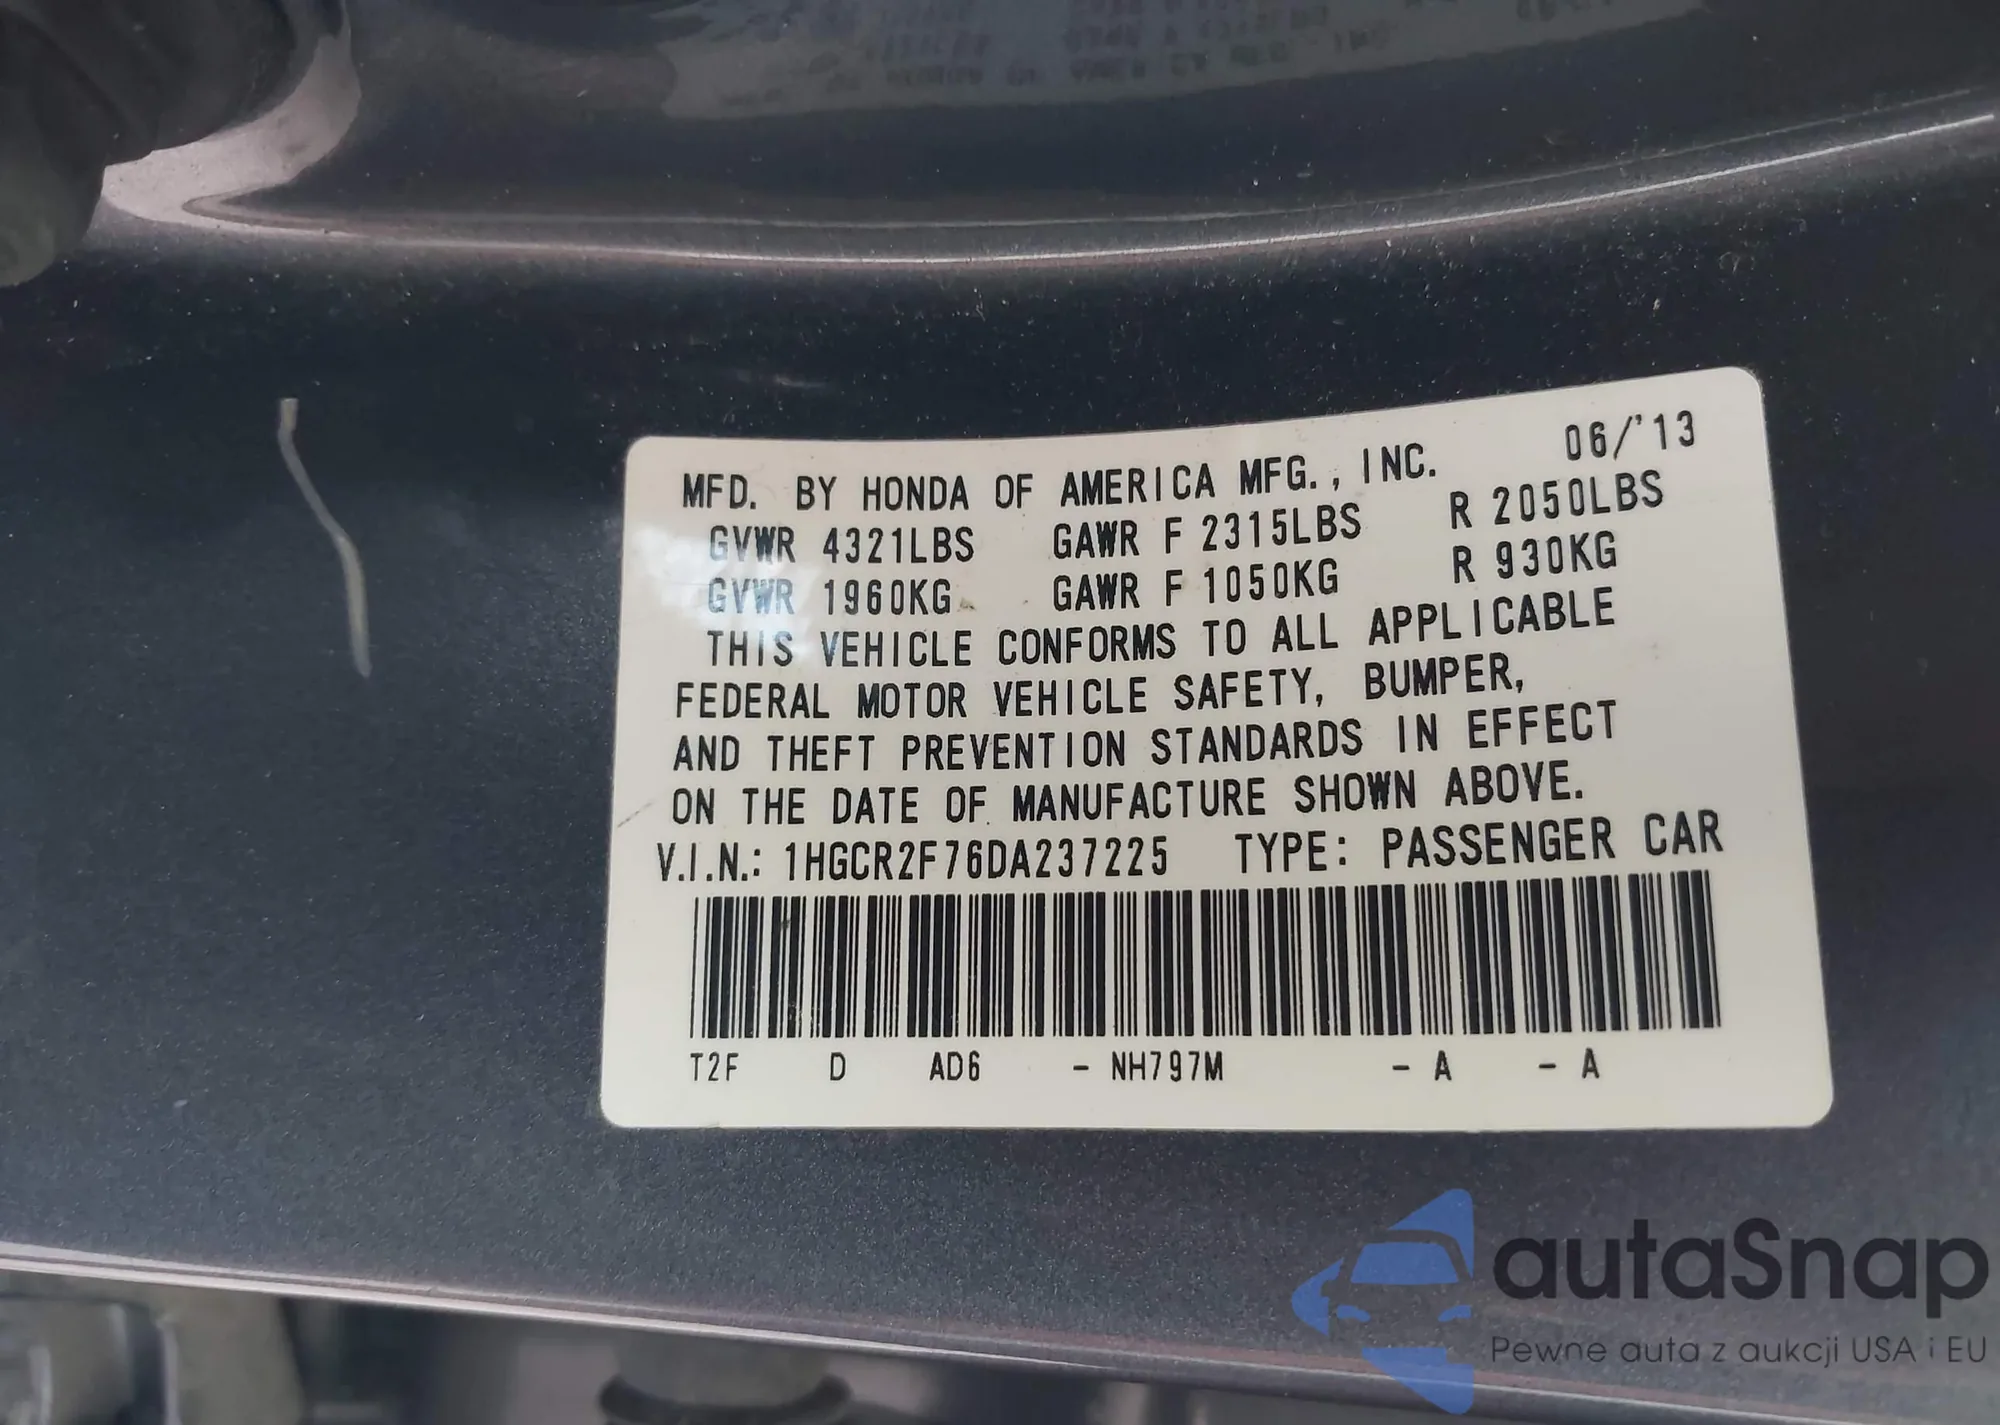 MFD. BY HONDA OF AMERICA MFG., INC. 06/'13
GVWR 4321LBS GAWR F 2315LBS R 2050LBS
GVWR 1960KG GAWR F 1050KG R 930KG
THIS VEHICLE CONFORMS TO ALL APPLICABLE
FEDERAL MOTOR VEHICLE SAFETY, BUMPER,
AND THEFT PREVENTION STANDARDS IN EFFECT
ON THE DATE OF MANUFACTURE SHOWN ABOVE.
V.I.N.: 1HGCR2F76DA237225 TYPE: PASSENGER CAR
T2F D AD6 - NH797M - A - A
autaSnap
Pewne auta z aukcji USA i EU